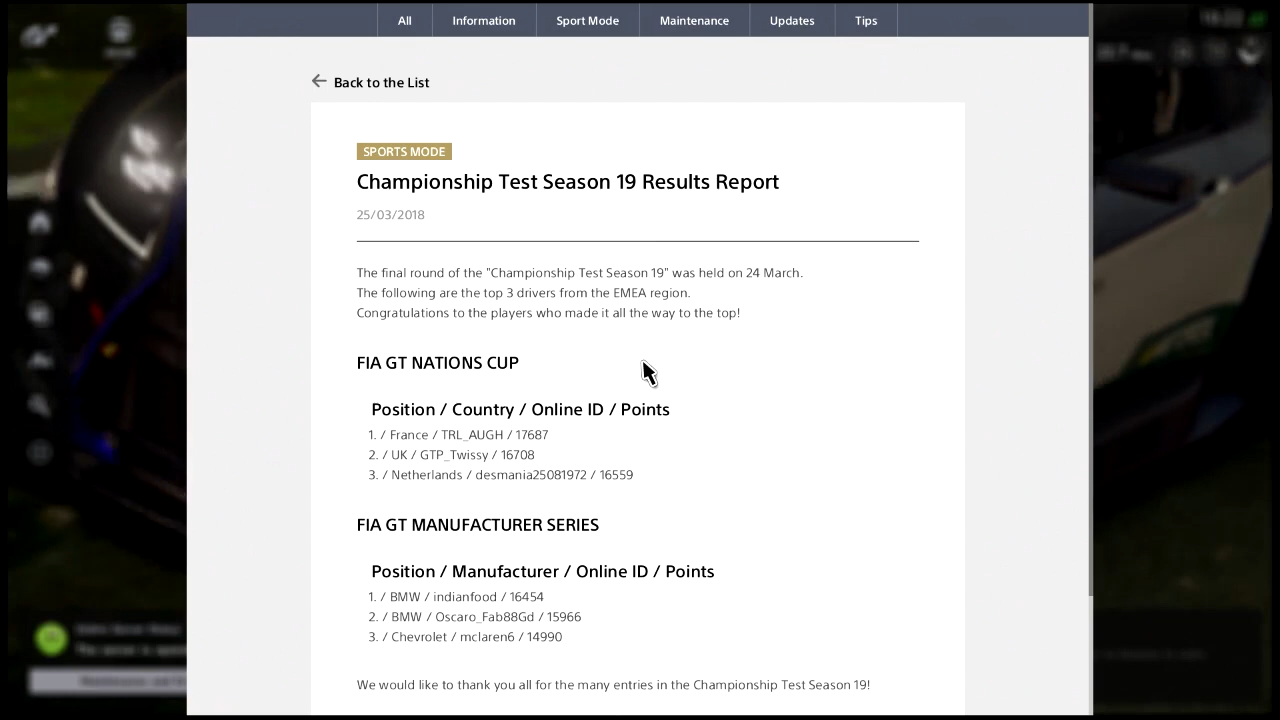 All
Information
Sport Mode
Maintenance
Updates
Tips
Back to the List
SPORTS MODE
Championship Test Season 19 Results Report
25/03/2018
The final round of the "Championship Test Season 19" was held on 24 March.
The following are the top 3 drivers from the EMEA region.
Congratulations to the players who made it all the way to the top!
FIA GT NATIONS CUP
Position / Country / Online ID / Points
1. / France / TRL_AUGH / 17687
2. / UK / GTP_Twissy / 16708
3. / Netherlands / desmania25081972 / 16559
FIA GT MANUFACTURER SERIES
Position / Manufacturer / Online ID / Points
1. / BMW / indianfood / 16454
2. / BMW / Oscaro_Fab88Gd / 15966
3. / Chevrolet / mclaren6 / 14990
We would like to thank you all for the many entries in the Championship Test Season 19!